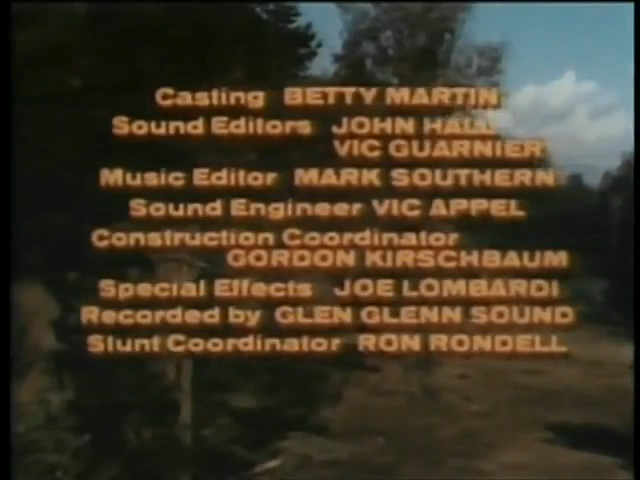 Casting BETTY MARTIN
Sound Editors JOHN HALL
VIC GUARNIER
Music Editor MARK SOUTHERN
Sound Engineer VIC APPEL
Construction Coordinator
GORDON KIRSCHBAUM
Special Effects JOE LOMBARDI
Recorded by GLEN GLENN SOUND
Stunt Coordinator RON RONDELL